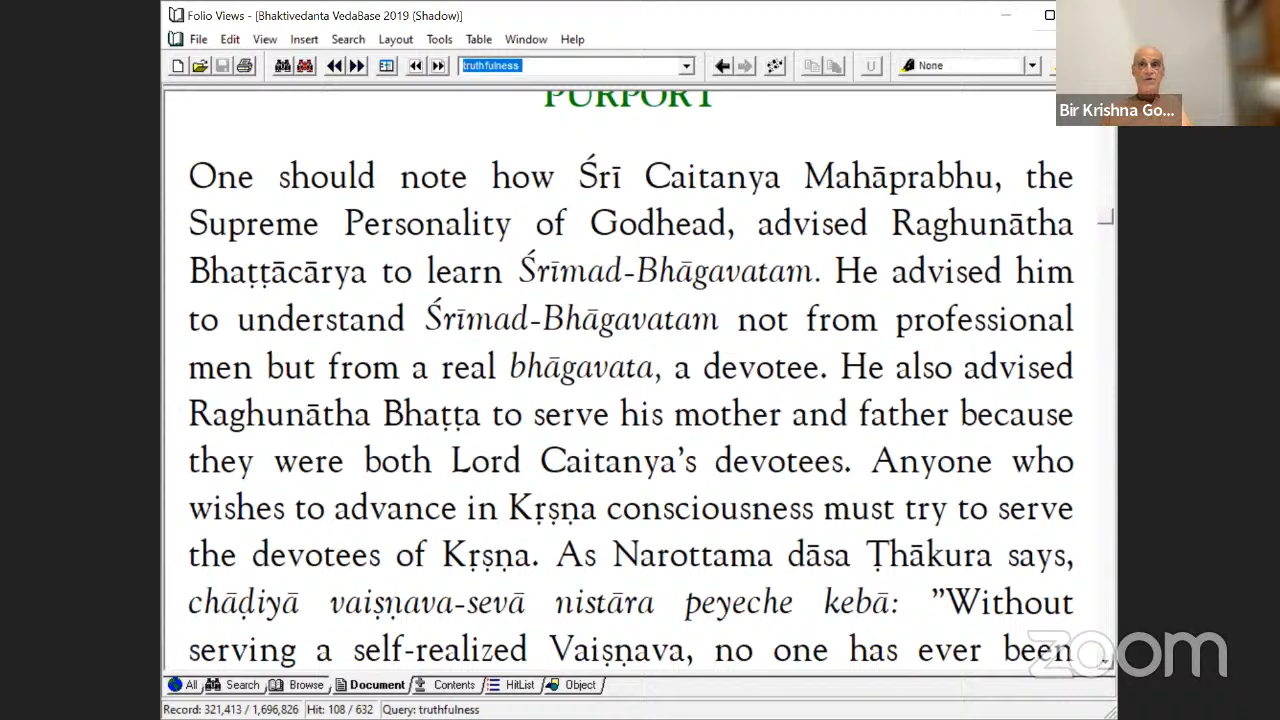 Folio Views - [Bhaktivedanta VedaBase 2019 (Shadow)]
File Edit View Insert Search Layout Tools Table Window Help
truthfulness
U
None
Bir Krishna Go...
PURPORT
One should note how Śrī Caitanya Mahāprabhu, the
Supreme Personality of Godhead, advised Raghunātha
Bhaṭṭācārya to learn Śrīmad-Bhāgavatam. He advised him
to understand Śrīmad-Bhāgavatam not from professional
men but from a real bhāgavata, a devotee. He also advised
Raghunātha Bhaṭṭa to serve his mother and father because
they were both Lord Caitanya's devotees. Anyone who
wishes to advance in Kṛṣṇa consciousness must try to serve
the devotees of Kṛṣṇa. As Narottama dāsa Ṭhākura says,
chāḍiyā vaiṣṇava-sevā nistāra peyeche kebā: "Without
serving a self-realized Vaiṣṇava, no one has ever been
zoom
All Search Browse Document Contents HitList Object
Record: 321,413 / 1,696,826 Hit: 108 / 632 Query: truthfulness